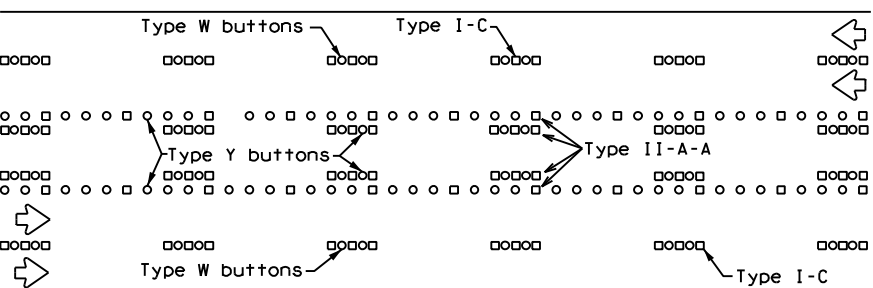 Type W buttons
Type I-C
Type Y buttons
Type II-A-A
Type W buttons
Type I-C